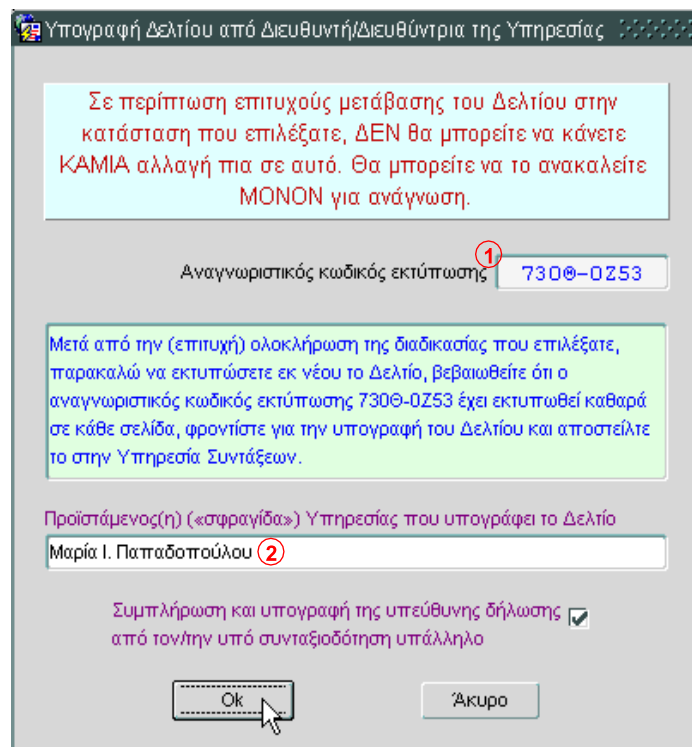 Υπογραφή Δελτίου από Διευθυντή/Διευθύντρια της Υπηρεσίας
Σε περίπτωση επιτυχούς μετάβασης του Δελτίου στην
κατάσταση που επιλέξατε, ΔΕΝ θα μπορείτε να κάνετε
ΚΑΜΙΑ αλλαγή πια σε αυτό. Θα μπορείτε να το ανακαλείτε
ΜΟΝΟΝ για ανάγνωση.
Αναγνωριστικός κωδικός εκτύπωσης 1 730Θ-0Z53
Μετά από την (επιτυχή) ολοκλήρωση της διαδικασίας που επιλέξατε,
παρακαλώ να εκτυπώσετε εκ νέου το Δελτίο, βεβαιωθείτε ότι ο
αναγνωριστικός κωδικός εκτύπωσης 730Θ-0Z53 έχει εκτυπωθεί καθαρά
σε κάθε σελίδα, φροντίστε για την υπογραφή του Δελτίου και αποστείλτε
το στην Υπηρεσία Συντάξεων.
Προϊστάμενος(η) («σφραγίδα») Υπηρεσίας που υπογράφει το Δελτίο
Μαρία Ι. Παπαδοπούλου 2
Συμπλήρωση και υπογραφή της υπεύθυνης δήλωσης
από τον/την υπό συνταξιοδότηση υπάλληλο
Ok Άκυρο